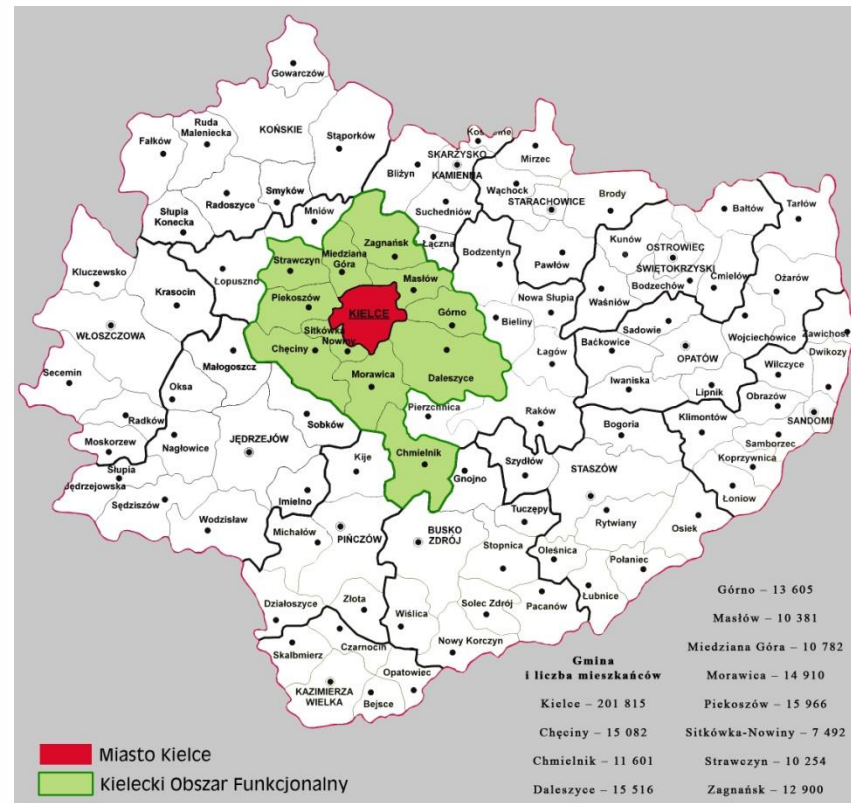 Gowarczów
Ruda
Maleniecka
KOŃSKIE
Fałków
Stąporków
SKARŻYSKO
KAMIENNA
Mirzec
Bliżyn
Wąchock
STARACHOWICE
Brody
Bałtów
Tarłów
Smyków
Radoszyce
Słupia
Konecka
Mniów
Suchedniów
Zagnańsk
Łączna
Bodzentyn
Pawłów
Kunów
OSTROWIEC
ŚWIĘTOKRZYSKI
Bodzechów
Ćmielów
Waśniów
Ożarów
Kluczewsko
Krasocin
Łopuszno
Strawczyn
Miedziana
Góra
Masłów
Piekoszów
KIELCE
Górno
Nowa Słupia
Bieliny
Sadowie
Wojciechowice
Zawichost
Baćkowice
OPATÓW
Dwikozy
Wilczyce
WŁOSZCZOWA
Sitkówka
Nowiny
Chęciny
Łagów
Iwaniska
Lipnik
Obrazów
Secemin
Małogoszcz
Morawica
Daleszyce
Oksa
Radków
Pierzchnica
Raków
Klimontów
SANDOMI
Moskorzew
Nagłowice
JĘDRZEJÓW
Sobków
Bogoria
Samborzec
Koprzywnica
Słupia
Jędrzejowska
Kije
Chmielnik
Gnojno
Szydłów
STASZÓW
Łoniow
Sędziszów
Imielno
Wodzisław
Michałów
PIŃCZÓW
BUSKO
ZDRÓJ
Tuczępy
Rytwiany
Osiek
Stopnica
Oleśnica
Połaniec
Łubnice
Działoszyce
Złota
Wiślica
Solec Zdrój
Pacanów
Czarnocin
Skalbmierz
Nowy Korczyn
Opatowiec
KAZIMIERZA
WIELKA
Bejsce
Gmina
i liczba mieszkańców
Kielce – 201 815
Chęciny – 15 082
Chmielnik – 11 601
Daleszyce – 15 516
Górno – 13 605
Masłów – 10 381
Miedziana Góra – 10 782
Morawica – 14 910
Piekoszów – 15 966
Sitkówka-Nowiny – 7 492
Strawczyn – 10 254
Zagnańsk – 12 900
Miasto Kielce
Kielecki Obszar Funkcjonalny